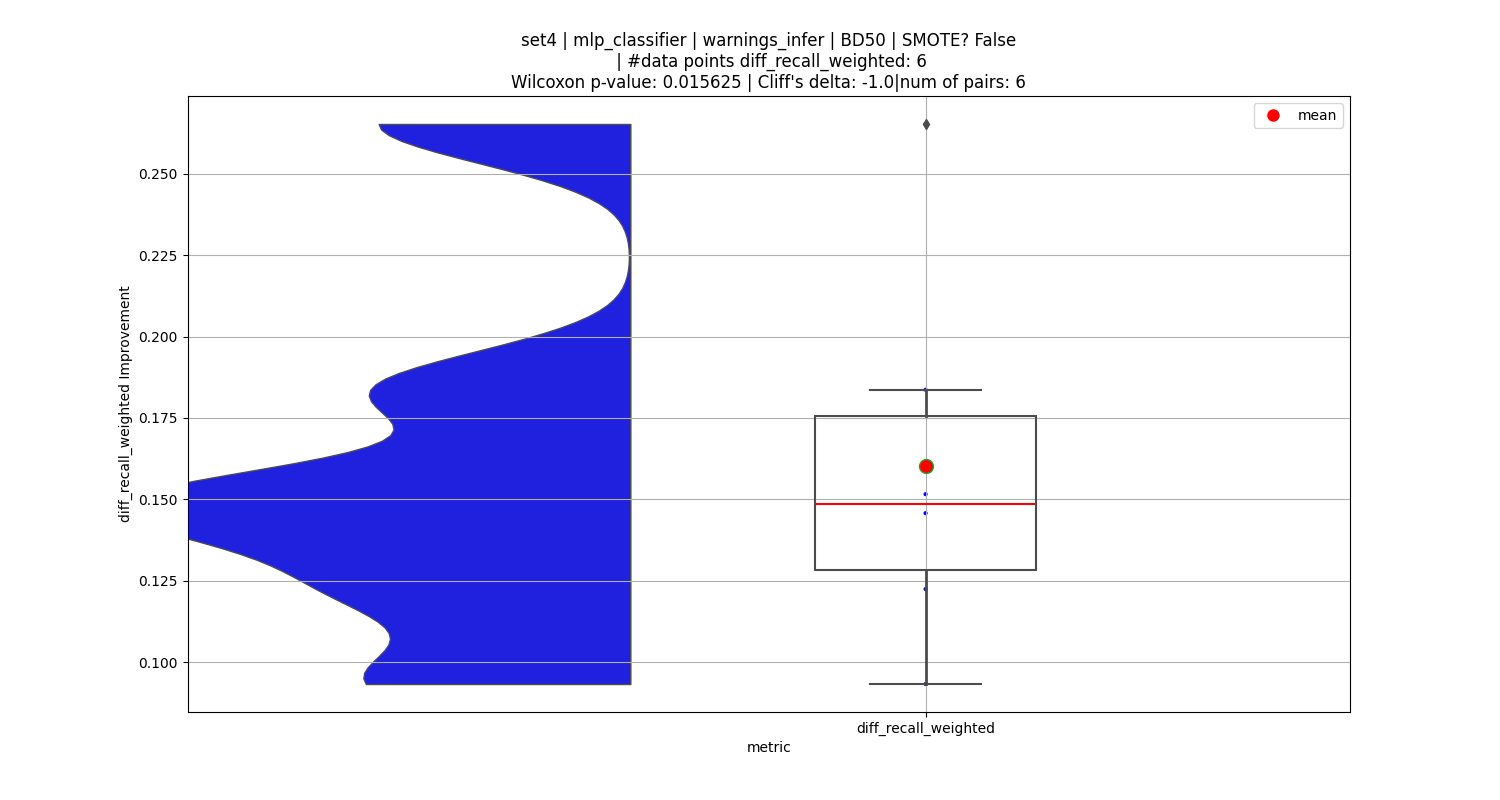 set4 | mlp_classifier | warnings_infer | BD50 | SMOTE? False
| #data points diff_recall_weighted: 6
Wilcoxon p-value: 0.015625 | Cliff's delta: -1.0|num of pairs: 6
mean
0.250
0.225
0.200
0.175
0.150
0.125
0.100
diff_recall_weighted Improvement
diff_recall_weighted
metric